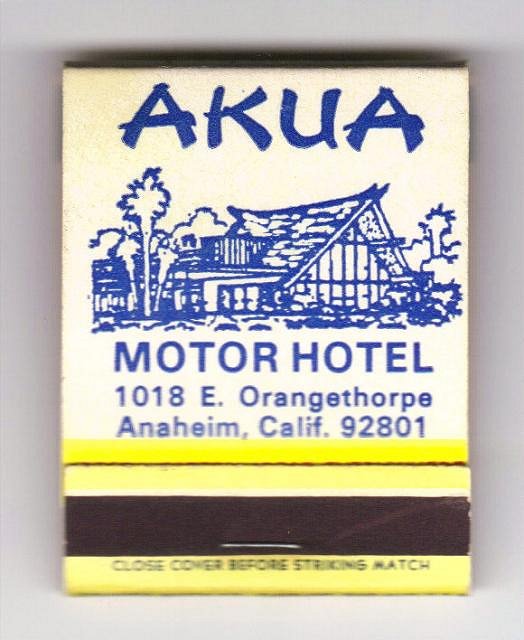 AKUA
MOTOR HOTEL
1018 E. Orangethorpe
Anaheim, Calif. 92801
CLOSE COVER BEFORE STRIKING MATCH